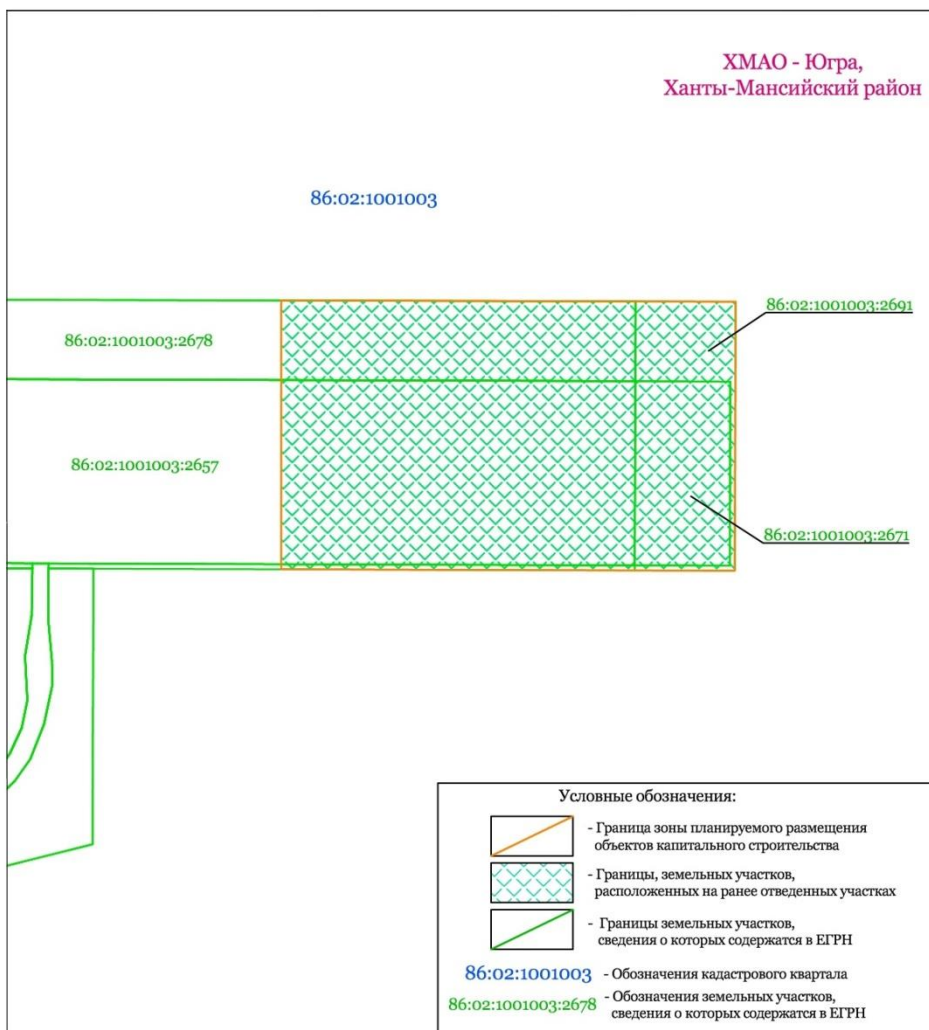 ХМАО - Югра,
Ханты-Мансийский район
86:02:1001003
86:02:1001003:2691
86:02:1001003:2678
86:02:1001003:2657
86:02:1001003:2671
Условные обозначения:
- Граница зоны планируемого размещения
объектов капитального строительства
- Границы, земельных участков,
расположенных на ранее отведенных участках
- Границы земельных участков,
сведения о которых содержатся в ЕГРН
86:02:1001003 - Обозначения кадастрового квартала
86:02:1001003:2678 - Обозначения земельных участков,
сведения о которых содержатся в ЕГРН